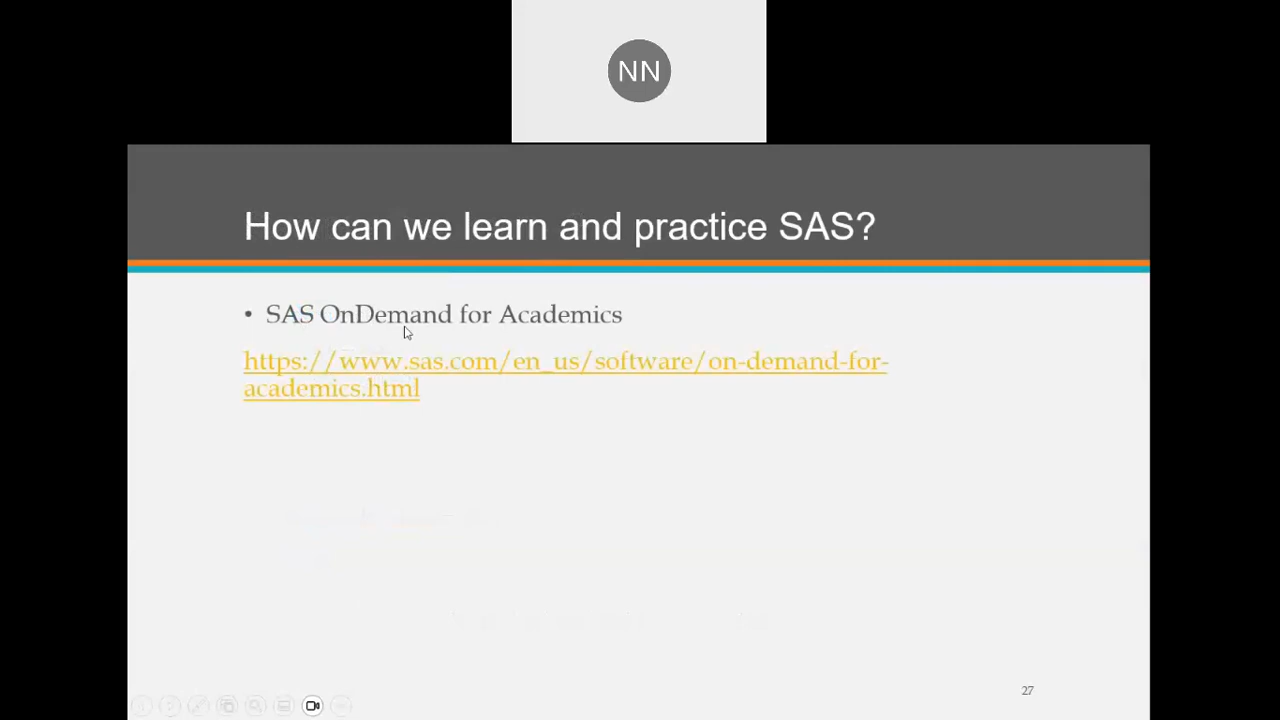 NN
How can we learn and practice SAS?
• SAS OnDemand for Academics
https://www.sas.com/en_us/software/on-demand-for-
academics.html
27